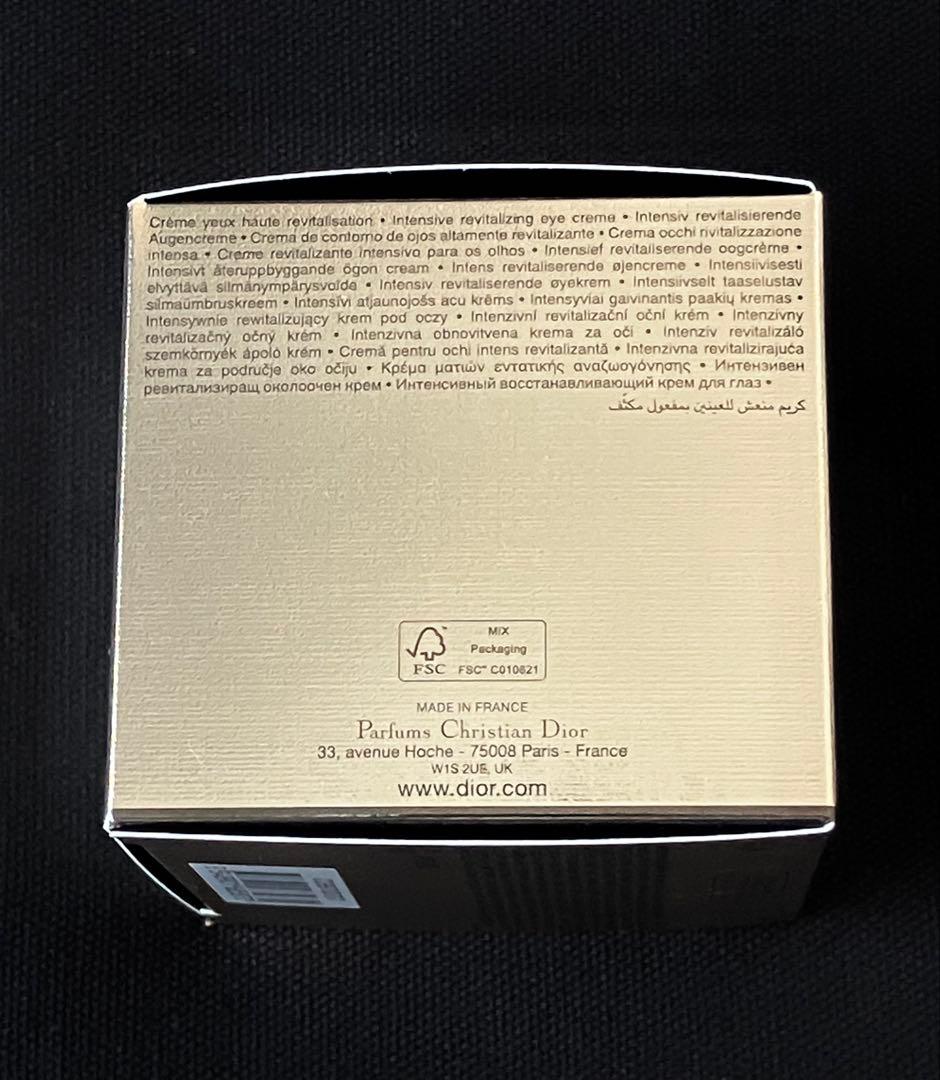 Crème yeux haute revitalisation • Intensive revitalizing eye creme • Intensiv revitalisierende
Augencreme • Crema de contorno de ojos altamente revitalizante • Crema occhi rivitalizzazione
intensa • Creme revitalizante intensivo para os olhos • Intensief revitaliserende oogcrème •
Intensivt återuppbyggande ögon cream • Intens revitaliserende øjencreme • Intensiivisesti
elvyttävä silmänympärysvoide • Intensiv revitaliserende øyekrem • Intensiivselt taaselustav
silmaümbruskreem • Intensīvi atjaunojošs acu krēms • Intensyviai gaivinantis paakių kremas •
Intensywnie rewitalizujący krem pod oczy • Intenzivní revitalizační oční krém • Intenzívny
revitalizačný očný krém • Intenzivna obnovitvena krema za oči • Intenzív revitalizáló
szemkörnyék ápoló krém • Cremă pentru ochi intens revitalizantă • Intenzivna revitalizirajuća
krema za područje oko očiju • Κρέμα ματιών εντατικής αναζωογόνησης • Интензивен
ревитализиращ околоочен крем • Интенсивный восстанавливающий крем для глаз •
كريم منعش للعينين بمفعول مكثّف
FSC™
MIX
Packaging
FSC™ C010621
MADE IN FRANCE
Parfums Christian Dior
33, avenue Hoche - 75008 Paris - France
W1S 2UE, UK
www.dior.com